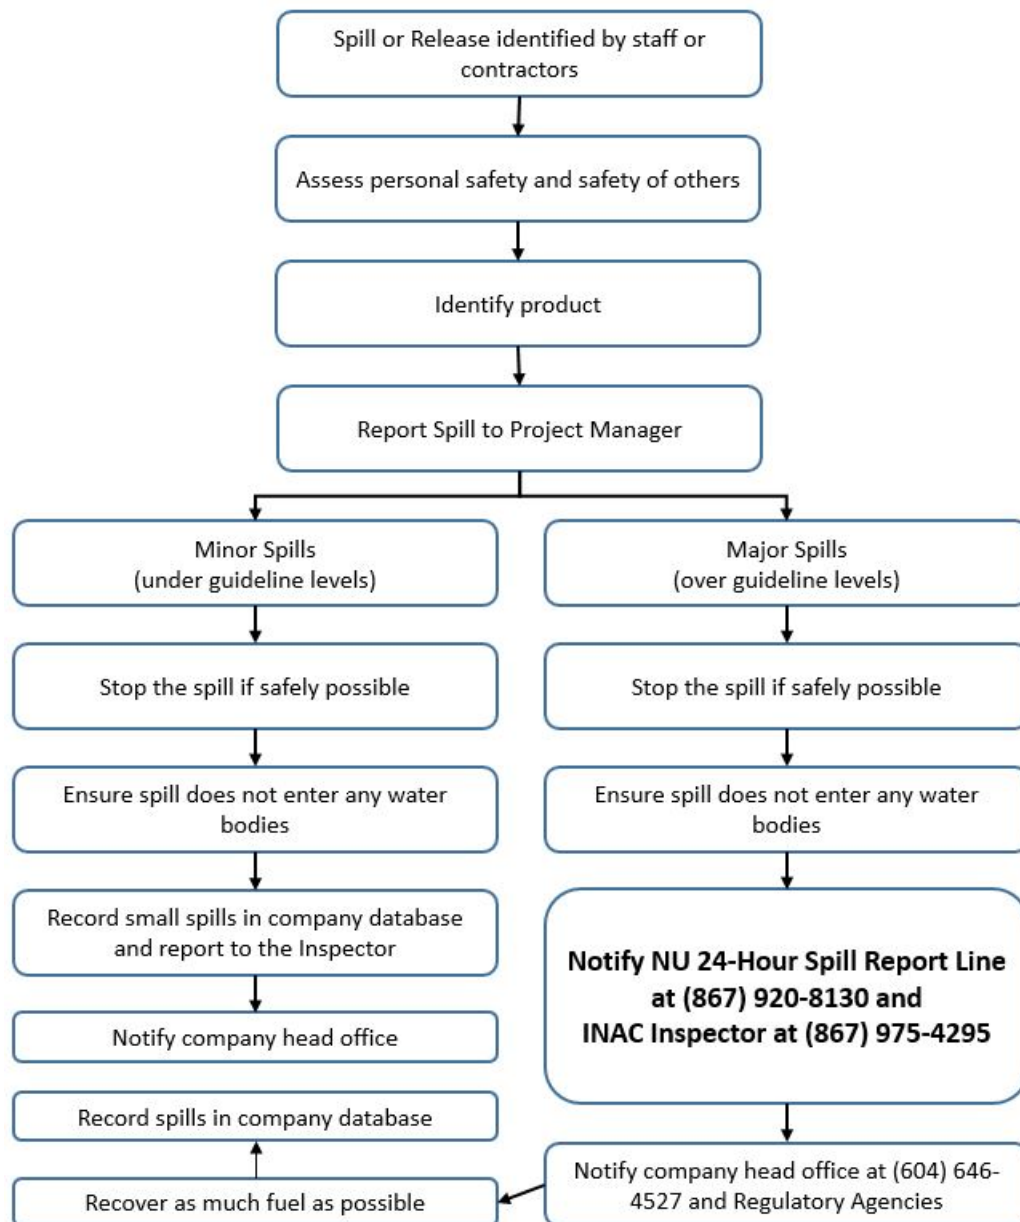 Spill or Release identified by staff or
contractors
Assess personal safety and safety of others
Identify product
Report Spill to Project Manager
Minor Spills
(under guideline levels)
Major Spills
(over guideline levels)
Stop the spill if safely possible
Stop the spill if safely possible
Ensure spill does not enter any water
bodies
Ensure spill does not enter any water
bodies
Record small spills in company database
and report to the Inspector
Notify NU 24-Hour Spill Report Line
at (867) 920-8130 and
INAC Inspector at (867) 975-4295
Notify company head office
Record spills in company database
Notify company head office at (604) 646-
4527 and Regulatory Agencies
Recover as much fuel as possible